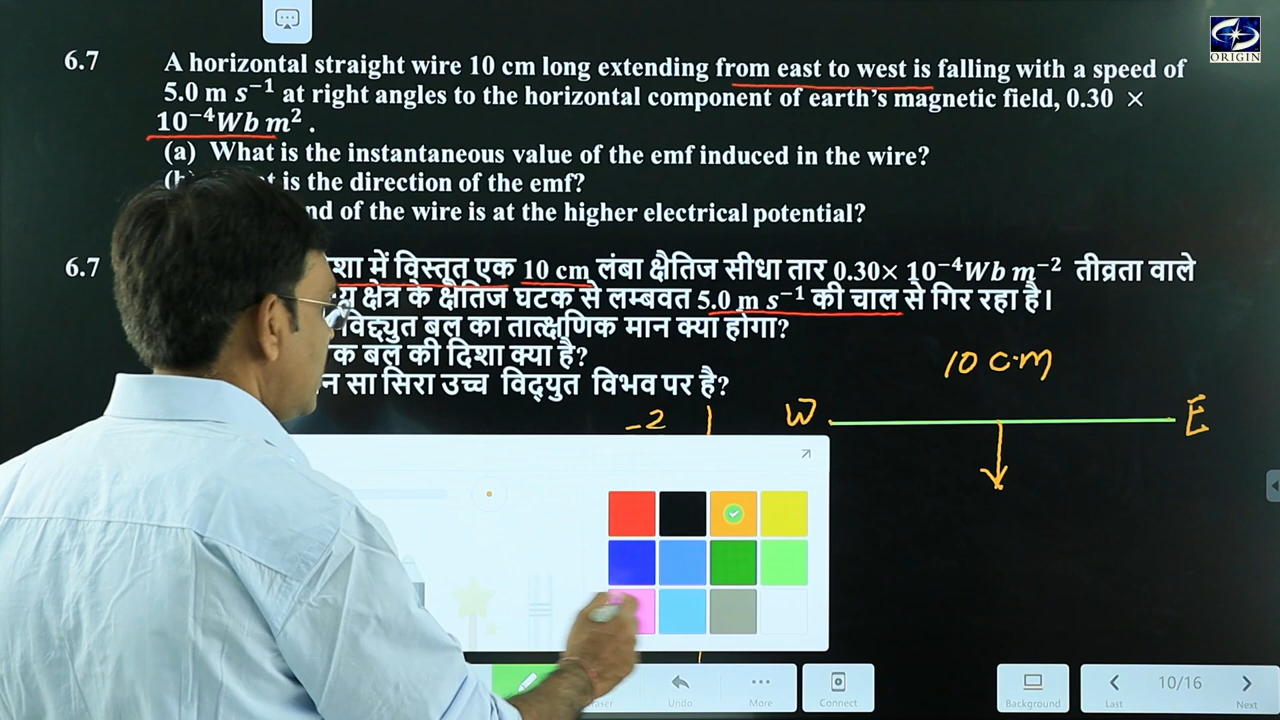 ORIGIN
6.7 A horizontal straight wire 10 cm long extending from east to west is falling with a speed of
5.0 m s⁻¹ at right angles to the horizontal component of earth's magnetic field, 0.30 ×
10⁻⁴Wb m² .
(a) What is the instantaneous value of the emf induced in the wire?
is the direction of the emf?
of the wire is at the higher electrical potential?
6.7 में विस्तृत एक 10 cm लंबा क्षैतिज सीधा तार 0.30× 10⁻⁴Wb m⁻² तीव्रता वाले
क्षेत्र के क्षैतिज घटक से लम्बवत 5.0 m s⁻¹ की चाल से गिर रहा है।
विद्युत बल का तात्क्षणिक मान क्या होगा?
बल की दिशा क्या है?
सा सिरा उच्च विद्युत विभव पर है?
10 cm
-2
W E
Undo
More
Connect
Background
Last
10/16
Next